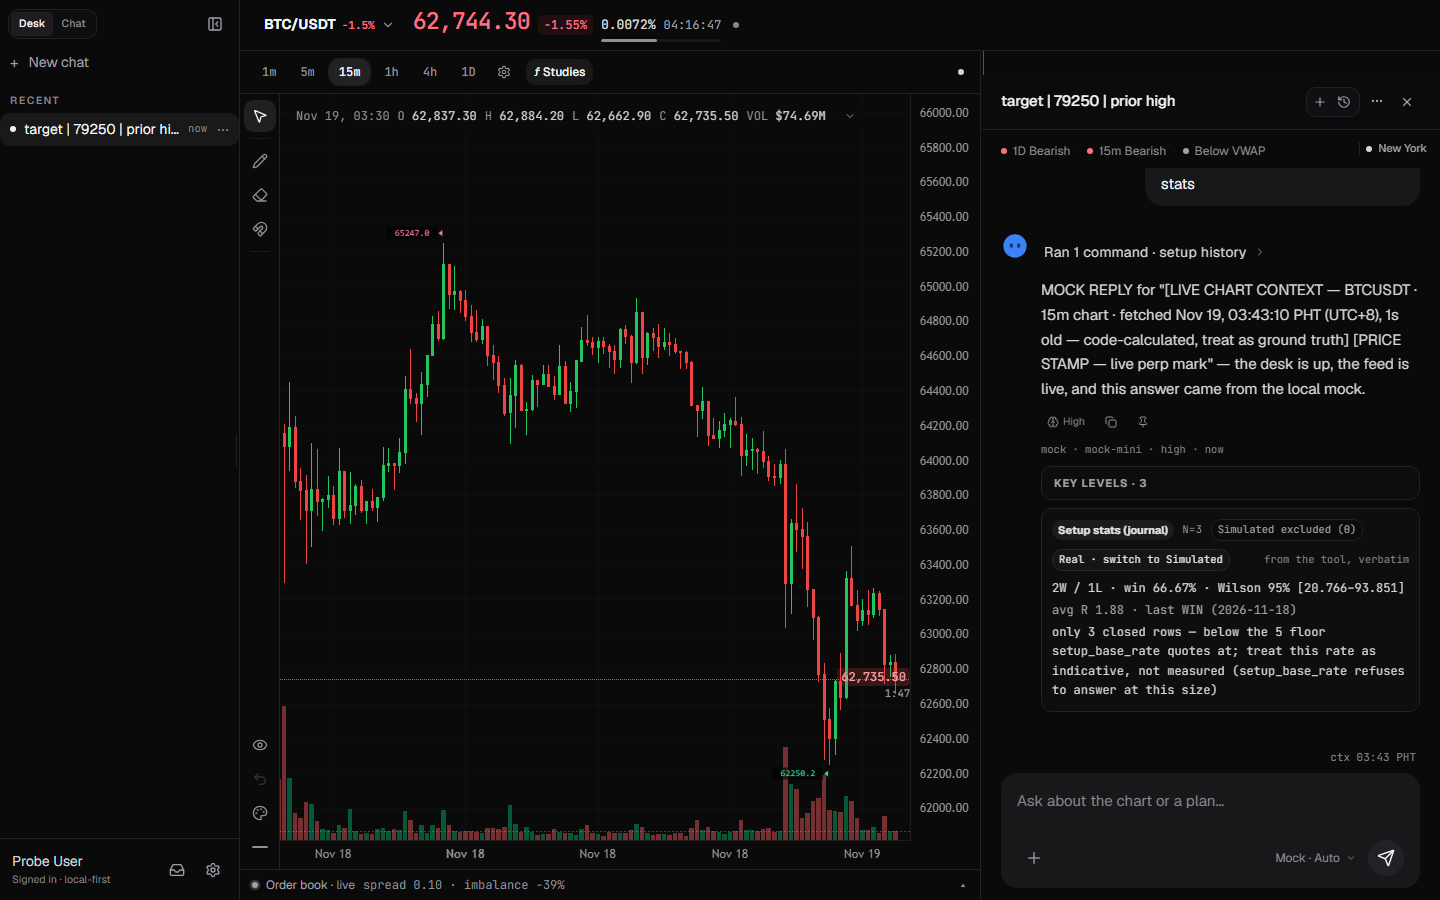 Desk Chat
+ New chat
RECENT
target | 79250 | prior hi... now ...
Probe User
Signed in · local-first
BTC/USDT -1.5% 62,744.30 -1.55% 0.0072% 04:16:47
1m 5m 15m 1h 4h 1D f Studies
Nov 19, 03:30 O 62,837.30 H 62,884.20 L 62,662.90 C 62,735.50 VOL $74.69M
66000.00
65800.00
65600.00
65400.00
65200.00
65000.00
64800.00
64600.00
64400.00
64200.00
64000.00
63800.00
63600.00
63400.00
63200.00
63000.00
62800.00
62600.00
62400.00
62200.00
62000.00
65247.0
62,735.50
1:47
62250.2
Nov 18 Nov 18 Nov 18 Nov 18 Nov 19
Order book · live spread 0.10 · imbalance -39%
target | 79250 | prior high
1D Bearish 15m Bearish Below VWAP New York
stats
Ran 1 command · setup history
MOCK REPLY for "[LIVE CHART CONTEXT — BTCUSDT ·
15m chart · fetched Nov 19, 03:43:10 PHT (UTC+8), 1s
old — code-calculated, treat as ground truth] [PRICE
STAMP — live perp mark" — the desk is up, the feed is
live, and this answer came from the local mock.
High
mock · mock-mini · high · now
KEY LEVELS · 3
Setup stats (journal) N=3 Simulated excluded (0)
Real · switch to Simulated from the tool, verbatim
2W / 1L · win 66.67% · Wilson 95% [20.766–93.851]
avg R 1.88 · last WIN (2026-11-18)
only 3 closed rows — below the 5 floor
setup_base_rate quotes at; treat this rate as
indicative, not measured (setup_base_rate refuses
to answer at this size)
ctx 03:43 PHT
Ask about the chart or a plan...
Mock · Auto